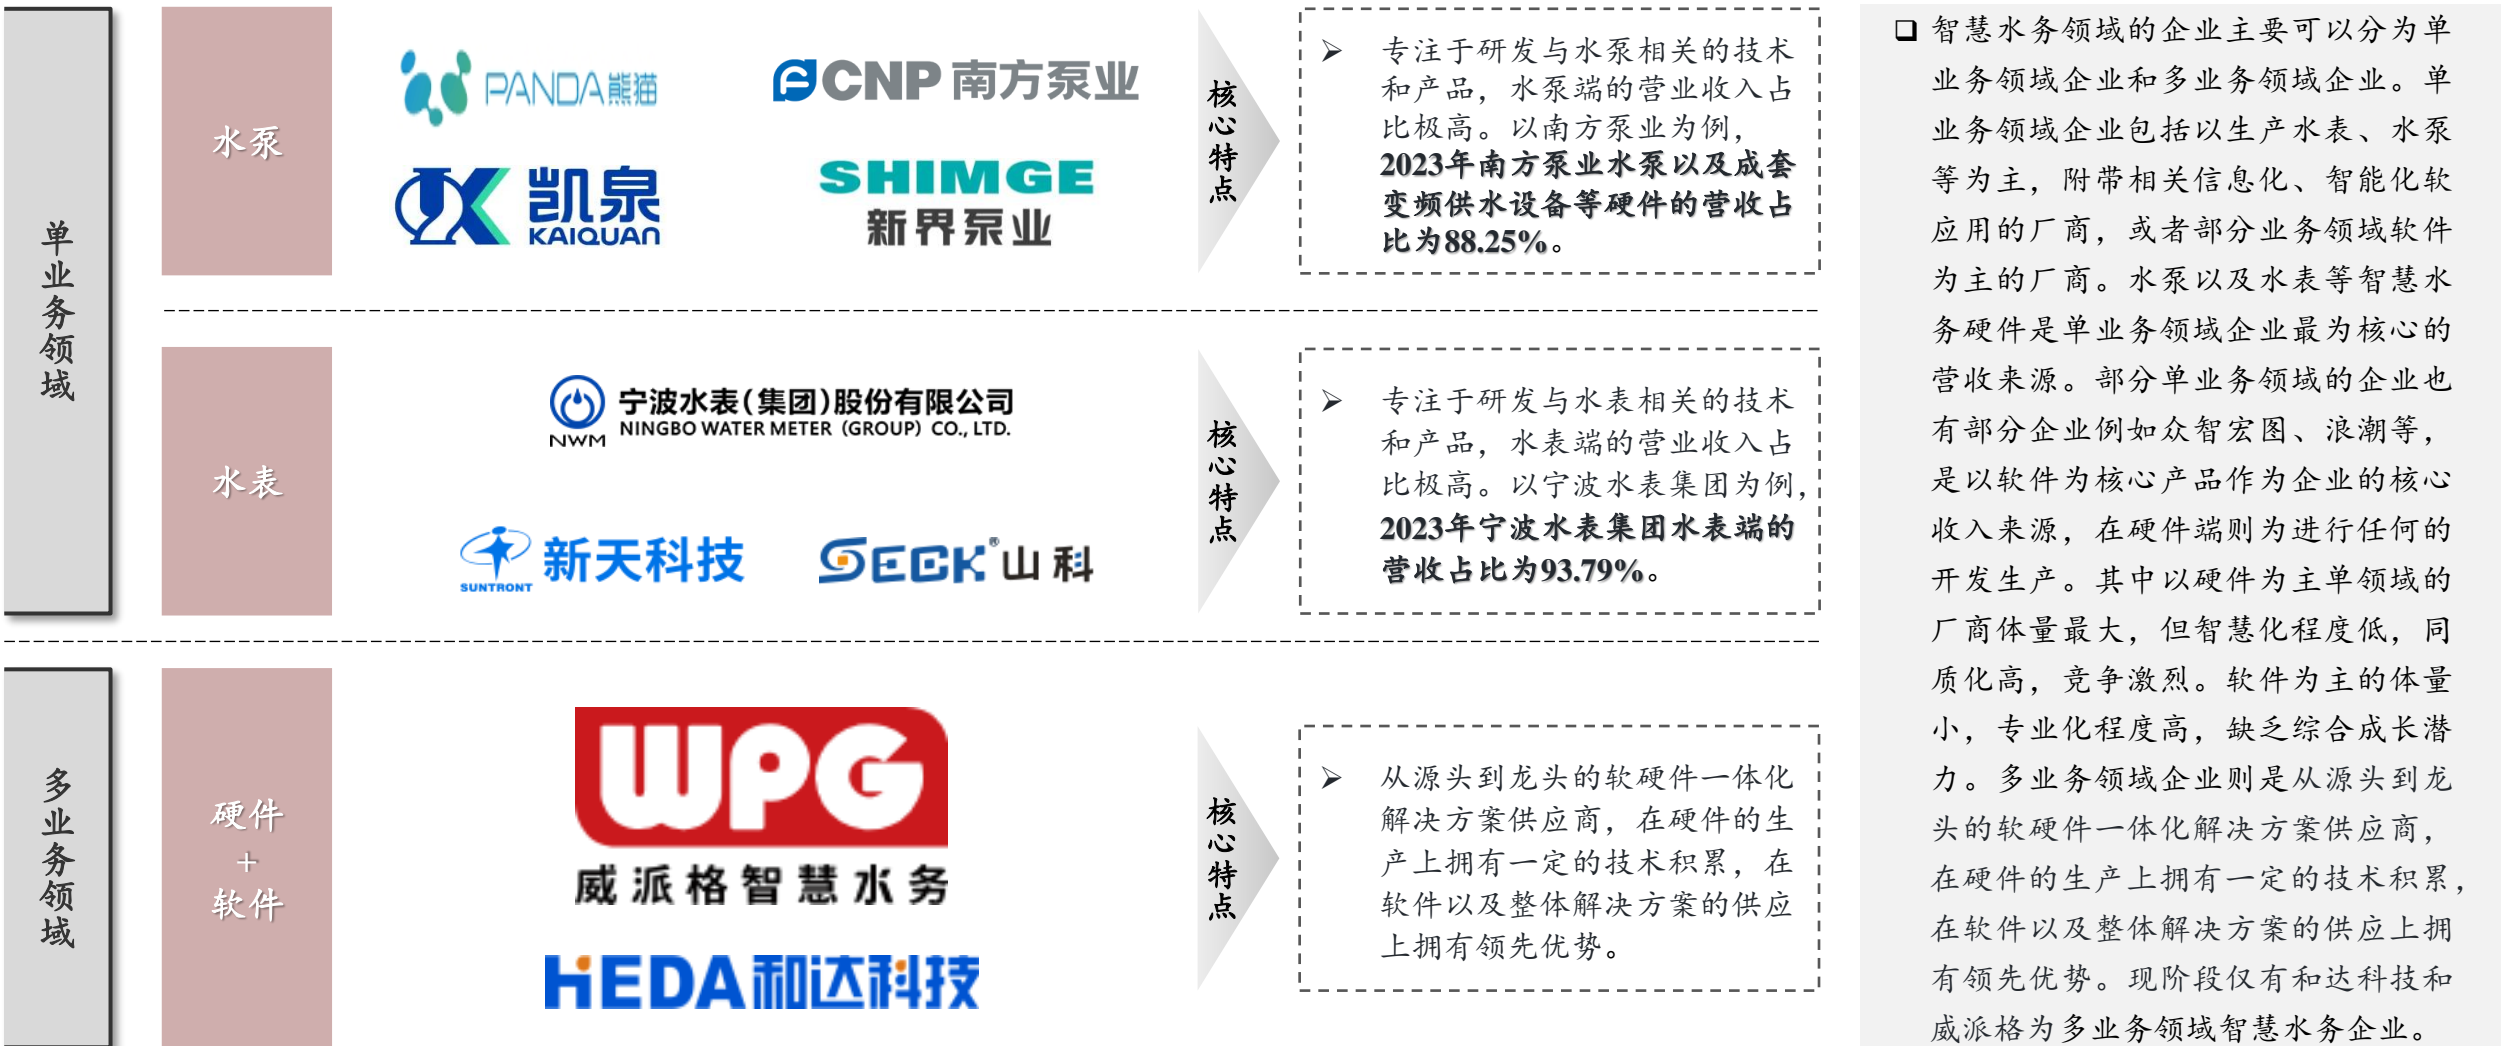 单业务领域
水泵
PANDA熊猫
CNP 南方泵业
凯泉
KAIQUAN
SHIMGE
新界泵业
核心特点
➢ 专注于研发与水泵相关的技术
和产品，水泵端的营业收入占
比极高。以南方泵业为例，
2023年南方泵业水泵以及成套
变频供水设备等硬件的营收占
比为88.25%。
水表
NWM
宁波水表(集团)股份有限公司
NINGBO WATER METER (GROUP) CO., LTD.
SUNTRONT
新天科技
SECK®山科
核心特点
➢ 专注于研发与水表相关的技术
和产品，水表端的营业收入占
比极高。以宁波水表集团为例，
2023年宁波水表集团水表端的
营收占比为93.79%。
多业务领域
硬件
+
软件
WPG
威派格智慧水务
HEDA和达科技
核心特点
➢ 从源头到龙头的软硬件一体化
解决方案供应商，在硬件的生
产上拥有一定的技术积累，在
软件以及整体解决方案的供应
上拥有领先优势。
❑ 智慧水务领域的企业主要可以分为单
业务领域企业和多业务领域企业。单
业务领域企业包括以生产水表、水泵
等为主，附带相关信息化、智能化软
应用的厂商，或者部分业务领域软件
为主的厂商。水泵以及水表等智慧水
务硬件是单业务领域企业最为核心的
营收来源。部分单业务领域的企业也
有部分企业例如众智宏图、浪潮等，
是以软件为核心产品作为企业的核心
收入来源，在硬件端则为进行任何的
开发生产。其中以硬件为主单领域的
厂商体量最大，但智慧化程度低，同
质化高，竞争激烈。软件为主的体量
小，专业化程度高，缺乏综合成长潜
力。多业务领域企业则是从源头到龙
头的软硬件一体化解决方案供应商，
在硬件的生产上拥有一定的技术积累，
在软件以及整体解决方案的供应上拥
有领先优势。现阶段仅有和达科技和
威派格为多业务领域智慧水务企业。